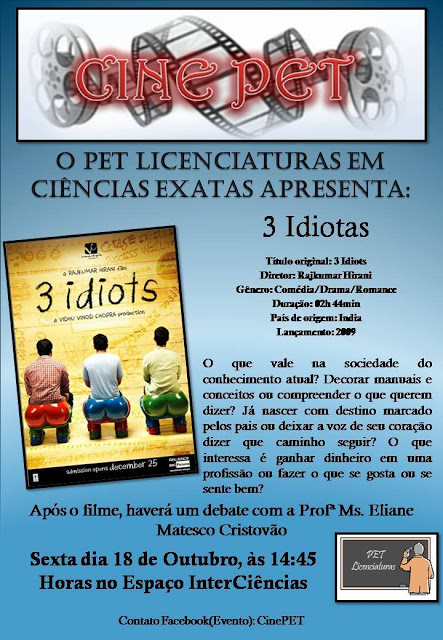 CINE PET
O PET LICENCIATURAS EM
CIÊNCIAS EXATAS APRESENTA:
3 Idiotas
Título original: 3 Idiots
Diretor: Rajkumar Hirani
Gênero: Comédia/Drama/Romance
Duração: 02h 44min
País de origem: India
Lançamento: 2009
a RAJKUMAR HIRANI film
3 idiots
a VIDHU VINOD CHOPRA production
admission opens december 25
O que vale na sociedade do
conhecimento atual? Decorar manuais e
conceitos ou compreender o que querem
dizer? Já nascer com destino marcado
pelos pais ou deixar a voz de seu coração
dizer que caminho seguir? O que
interessa é ganhar dinheiro em uma
profissão ou fazer o que se gosta ou se
sente bem?
Após o filme, haverá um debate com a Profª Ms. Eliane
Matesco Cristovão
Sexta dia 18 de Outubro, às 14:45
Horas no Espaço InterCiências
PET
Licenciaturas
Contato Facebook(Evento): CinePET